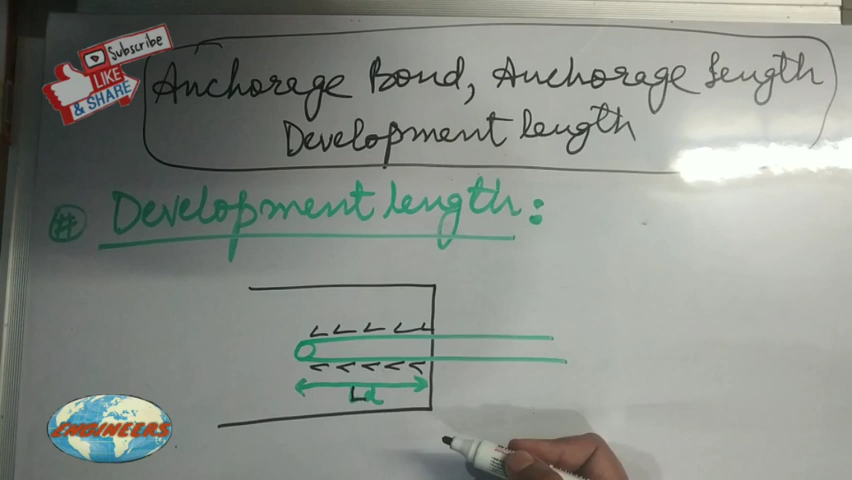 Subscribe
LIKE
& SHARE
Anchorage Bond, Anchorage length
Development length
# Development length:
Ld
ENGINEERS